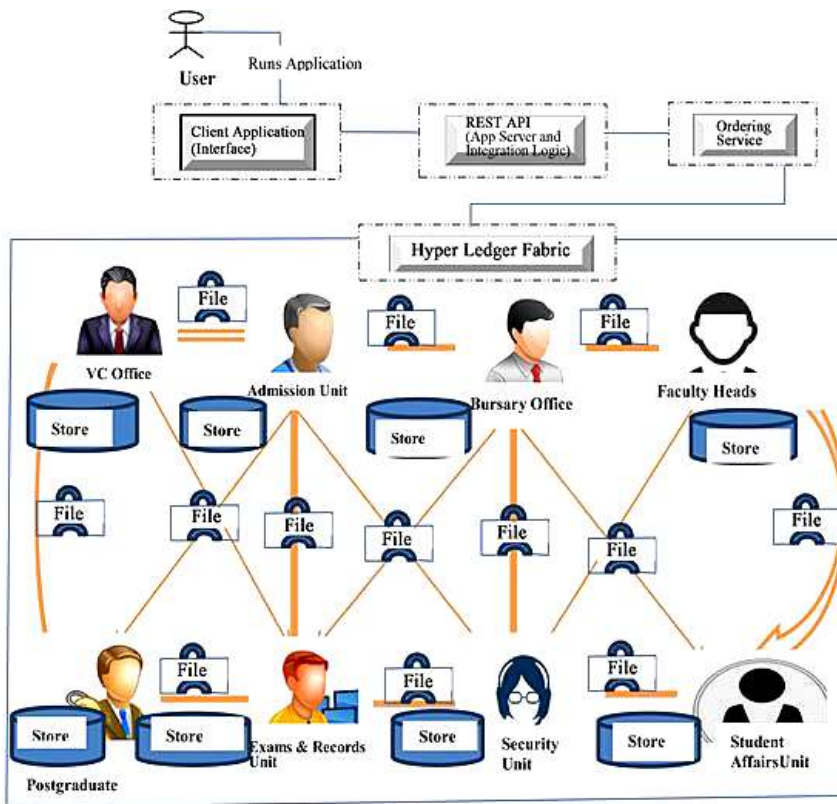 User
Runs Application
Client Application
(Interface)
REST API
(App Server and
Integration Logic)
Ordering
Service
Hyper Ledger Fabric
File
File
File
VC Office
Admission Unit
Bursary Office
Faculty Heads
Store
Store
Store
Store
File
File
File
File
File
File
File
File
File
File
Store
Store
Store
Store
Postgraduate
Exams & Records
Unit
Security
Unit
Student
AffairsUnit